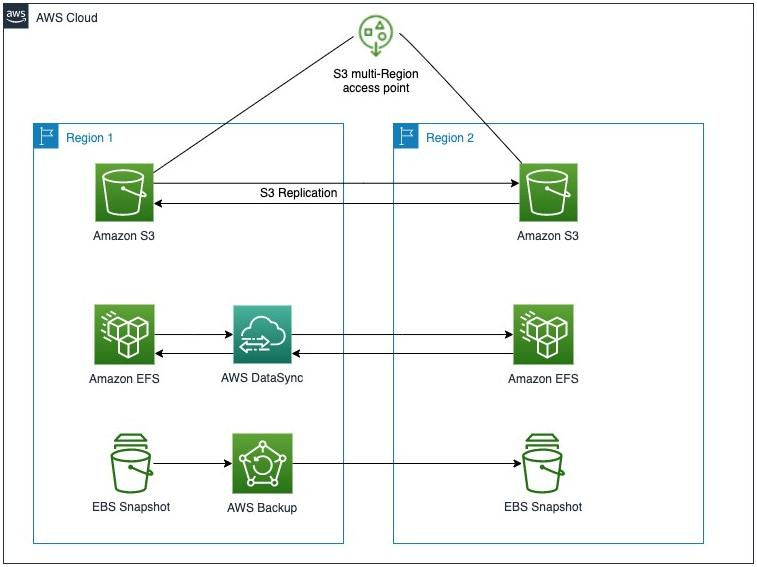 aws
AWS Cloud
S3 multi-Region
access point
Region 1
Region 2
S3 Replication
Amazon S3
Amazon S3
Amazon EFS
AWS DataSync
Amazon EFS
EBS Snapshot
AWS Backup
EBS Snapshot